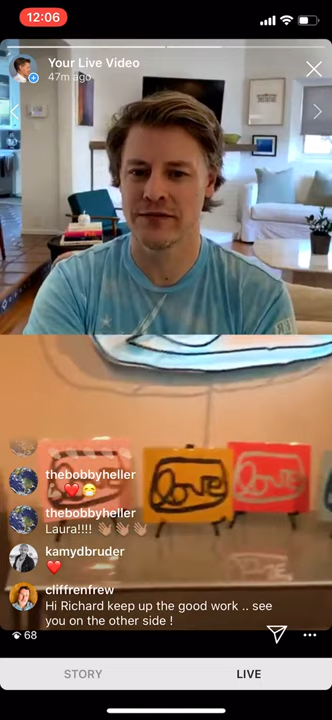 12:06
Your Live Video
47m ago
thebobbyheller
❤️😷
thebobbyheller
Laura!!!! 👋🏼👋🏼👋🏼
kamydbruder
❤️
cliffrenfrew
Hi Richard keep up the good work .. see
you on the other side !
68
STORY
LIVE
love
love
love